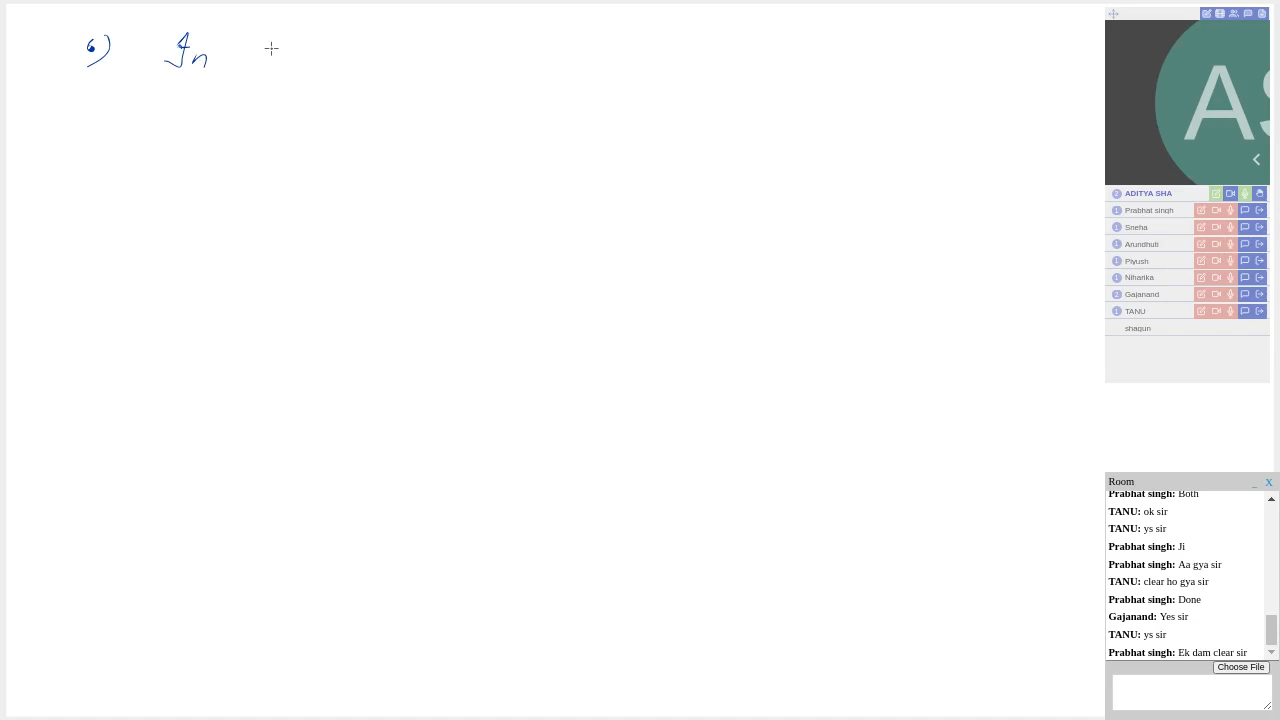 In
AS
ADITYA SHA
Prabhat singh
Sneha
Arundhuti
Piyush
Niharika
Gajanand
TANU
shagun
Room
_ X
Prabhat singh: Both
TANU: ok sir
TANU: ys sir
Prabhat singh: Ji
Prabhat singh: Aa gya sir
TANU: clear ho gya sir
Prabhat singh: Done
Gajanand: Yes sir
TANU: ys sir
Prabhat singh: Ek dam clear sir
Choose File